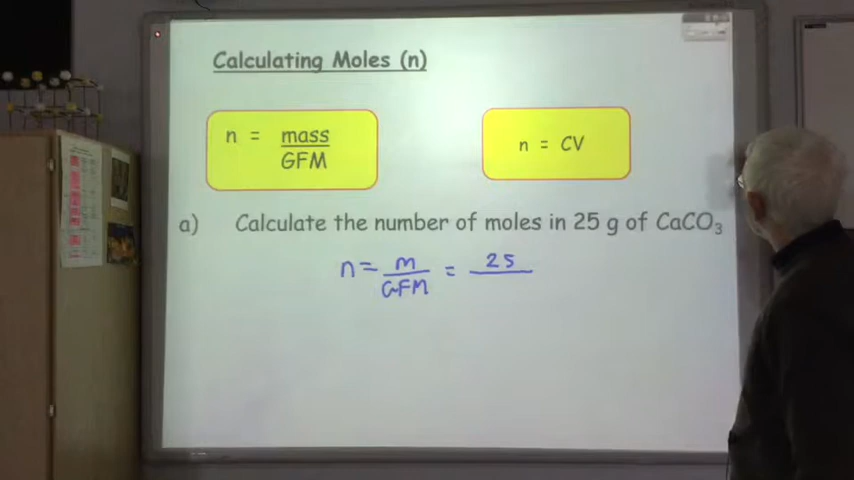 Calculating Moles (n)
n = mass
GFM
n = CV
a) Calculate the number of moles in 25 g of CaCO₃
n = m = 25
GFM